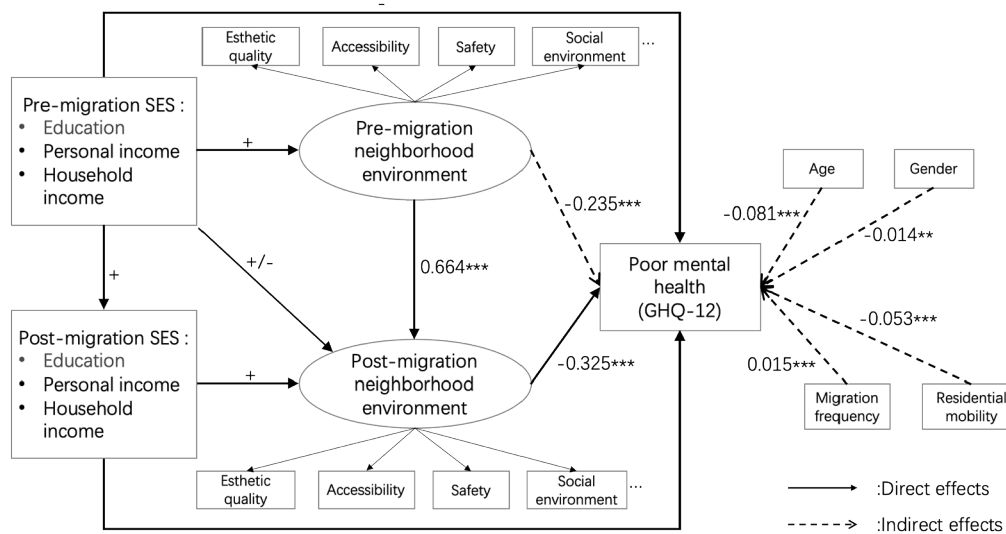 -
Esthetic
quality
Accessibility
Safety
Social
environment
...
Pre-migration SES :
• Education
• Personal income
• Household
income
+
Pre-migration
neighborhood
environment
Age
Gender
-0.235***
-0.081***
-0.014**
+
+/-
0.664***
Poor mental
health
(GHQ-12)
Post-migration SES :
• Education
• Personal income
• Household
income
+
Post-migration
neighborhood
environment
-0.325***
-0.053***
0.015***
Migration
frequency
Residential
mobility
Esthetic
quality
Accessibility
Safety
Social
environment
...
:Direct effects
:Indirect effects